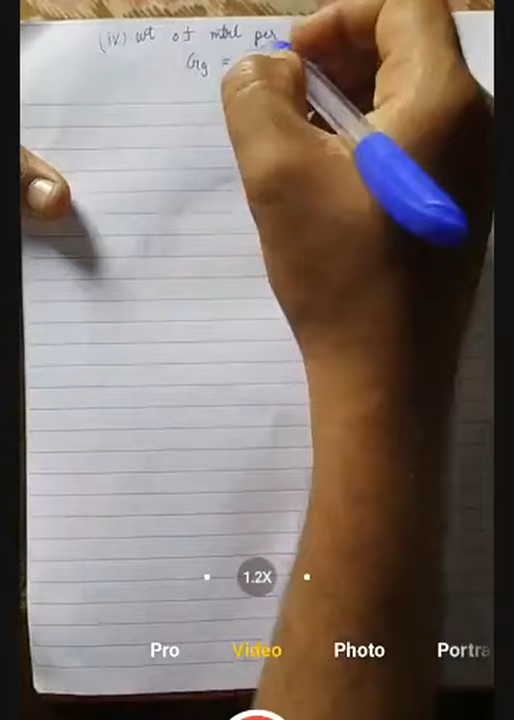 (iv) wt of mtrl per
Gg =
1.2X
Pro Video Photo Portra